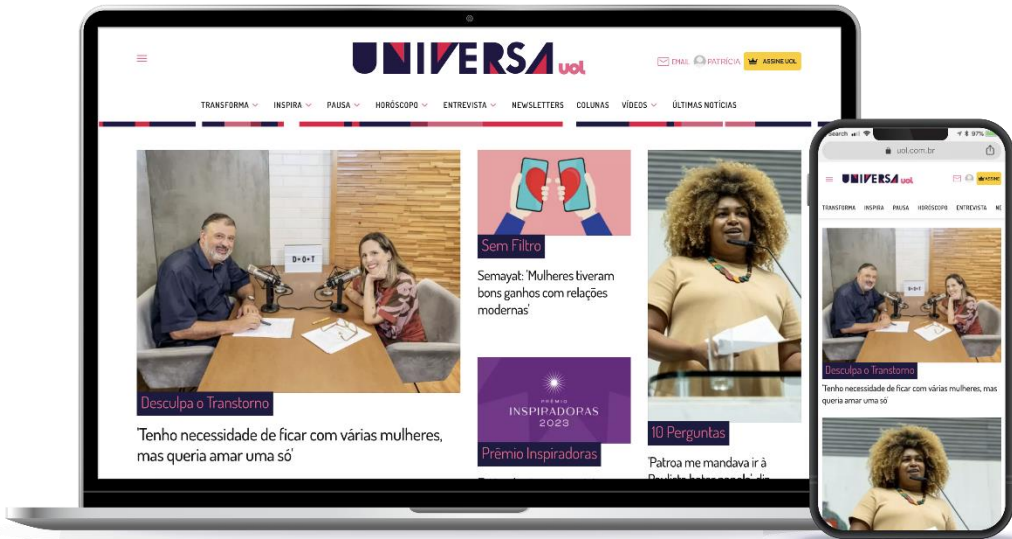 UNIVERSA uol
EMAIL PATRÍCIA ASSINE UOL
TRANSFORMA INSPIRA PAUSA HORÓSCOPO ENTREVISTA NEWSLETTERS COLUNAS VÍDEOS ÚLTIMAS NOTÍCIAS
D+O+T
Desculpa o Transtorno
'Tenho necessidade de ficar com várias mulheres,
mas queria amar uma só'
Sem Filtro
Semayat: 'Mulheres tiveram
bons ganhos com relações
modernas'
PRÊMIO
INSPIRADORAS
2023
Prêmio Inspiradoras
10 Perguntas
'Patroa me mandava ir à
Search 97%
uol.com.br
UNIVERSA uol
ASSINE
TRANSFORMA INSPIRA PAUSA HORÓSCOPO ENTREVISTA NE
D+O+T
Desculpa o Transtorno
'Tenho necessidade de ficar com várias mulheres, mas
queria amar uma só'